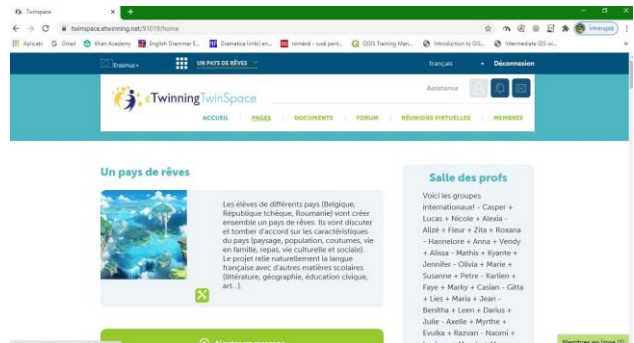 Twinspace
twinspace.etwinning.net/91019/home
Întreruptă
Aplicații
Gmail
Khan Academy
English Grammar E...
Gramatica limbii en...
română - rusă pent...
QGIS Training Man...
Introduction to GIS...
Intermediate GIS o...
Erasmus+
UN PAYS DE RÊVES
français
Déconnexion
eTwinningTwinSpace
Assistance
ACCUEIL
PAGES
DOCUMENTS
FORUM
RÉUNIONS VIRTUELLES
MEMBRES
Un pays de rêves
Les élèves de différents pays (Belgique,
République tchèque, Roumanie) vont créer
ensemble un pays de rêves. Ils vont discuter
et tomber d'accord sur les caractéristiques
du pays (paysage, population, coutumes, vie
en famille, repas, vie culturelle et sociale).
Le projet relie naturellement la langue
française avec d'autres matières scolaires
(littérature, géographie, éducation civique,
art...).
Salle des profs
Voici les groupes
internationaux! - Casper +
Lucas + Nicole + Alexia -
Alizé + Fleur + Zita + Roxana
- Hannelore + Anna + Vendy
+ Alissa - Mathis + Kyante +
Jennifer - Olivia + Marie +
Susanne + Petre - Karlien +
Faye + Marky + Casian - Gitta
+ Lies + Maria + Jean -
Benitha + Leen + Darius +
Julie - Axelle + Myrthe +
Evulka + Razvan - Naomi +
Membres en ligne (1)